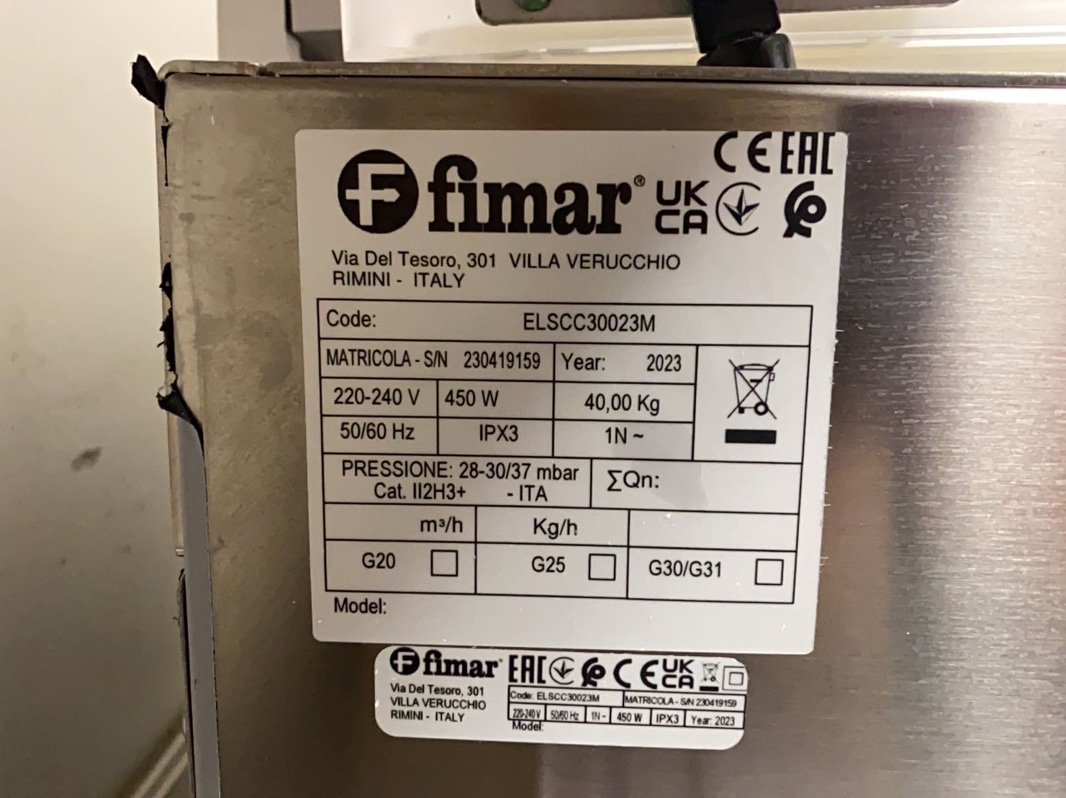 fimar®
CE EAC
UK
CA
Via Del Tesoro, 301 VILLA VERUCCHIO
RIMINI - ITALY
Code: ELSCC30023M
MATRICOLA - S/N 230419159 Year: 2023
220-240 V 450 W 40,00 Kg
50/60 Hz IPX3 1N ~
PRESSIONE: 28-30/37 mbar ∑Qn:
Cat. II2H3+ - ITA
m³/h Kg/h
G20 G25 G30/G31
Model:
fimar® EAC CE UK
CA
Via Del Tesoro, 301
VILLA VERUCCHIO
RIMINI - ITALY
Code: ELSCC30023M MATRICOLA - S/N 230419159
220-240 V 50/60 Hz 1N ~ 450 W IPX3 Year: 2023
Model: